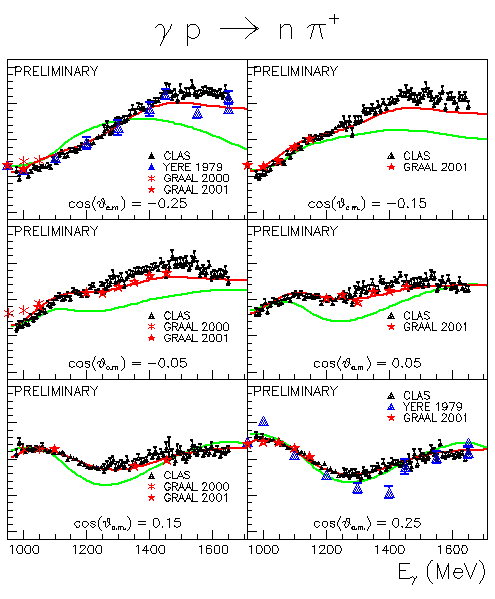 γ p → n π⁺
PRELIMINARY
CLAS
YERE 1979
GRAAL 2000
GRAAL 2001
cos(ϑc.m.) = −0.25
PRELIMINARY
CLAS
GRAAL 2001
cos(ϑc.m.) = −0.15
PRELIMINARY
CLAS
GRAAL 2000
GRAAL 2001
cos(ϑc.m.) = −0.05
PRELIMINARY
CLAS
GRAAL 2001
cos(ϑc.m.) = 0.05
PRELIMINARY
CLAS
GRAAL 2000
GRAAL 2001
cos(ϑc.m.) = 0.15
PRELIMINARY
CLAS
YERE 1979
GRAAL 2001
cos(ϑc.m.) = 0.25
1000 1200 1400 1600 1000 1200 1400 1600
Eγ (MeV)